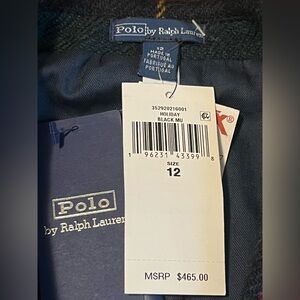 Polo by Ralph Lauren
12
MADE IN
PORTUGAL
FABRIQUÉ AU
PORTUGAL
352920216001
HOLIDAY
BLACK MU
1 96231 43399 8
SIZE
12
MSRP $465.00
Polo
by Ralph Lauren